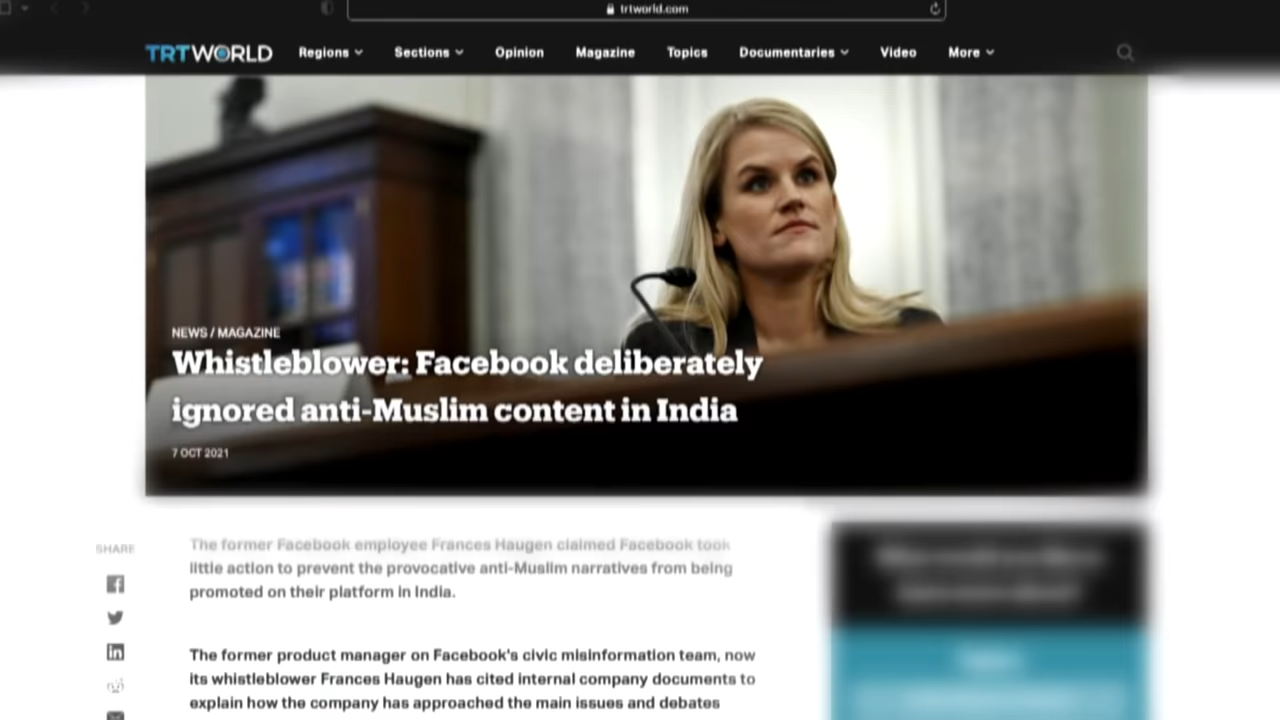 trtworld.com
TRTWORLD Regions Sections Opinion Magazine Topics Documentaries Video More
NEWS / MAGAZINE
Whistleblower: Facebook deliberately
ignored anti-Muslim content in India
7 OCT 2021
SHARE
The former Facebook employee Frances Haugen claimed Facebook took
little action to prevent the provocative anti-Muslim narratives from being
promoted on their platform in India.
The former product manager on Facebook's civic misinformation team, now
its whistleblower Frances Haugen has cited internal company documents to
explain how the company has approached the main issues and debates